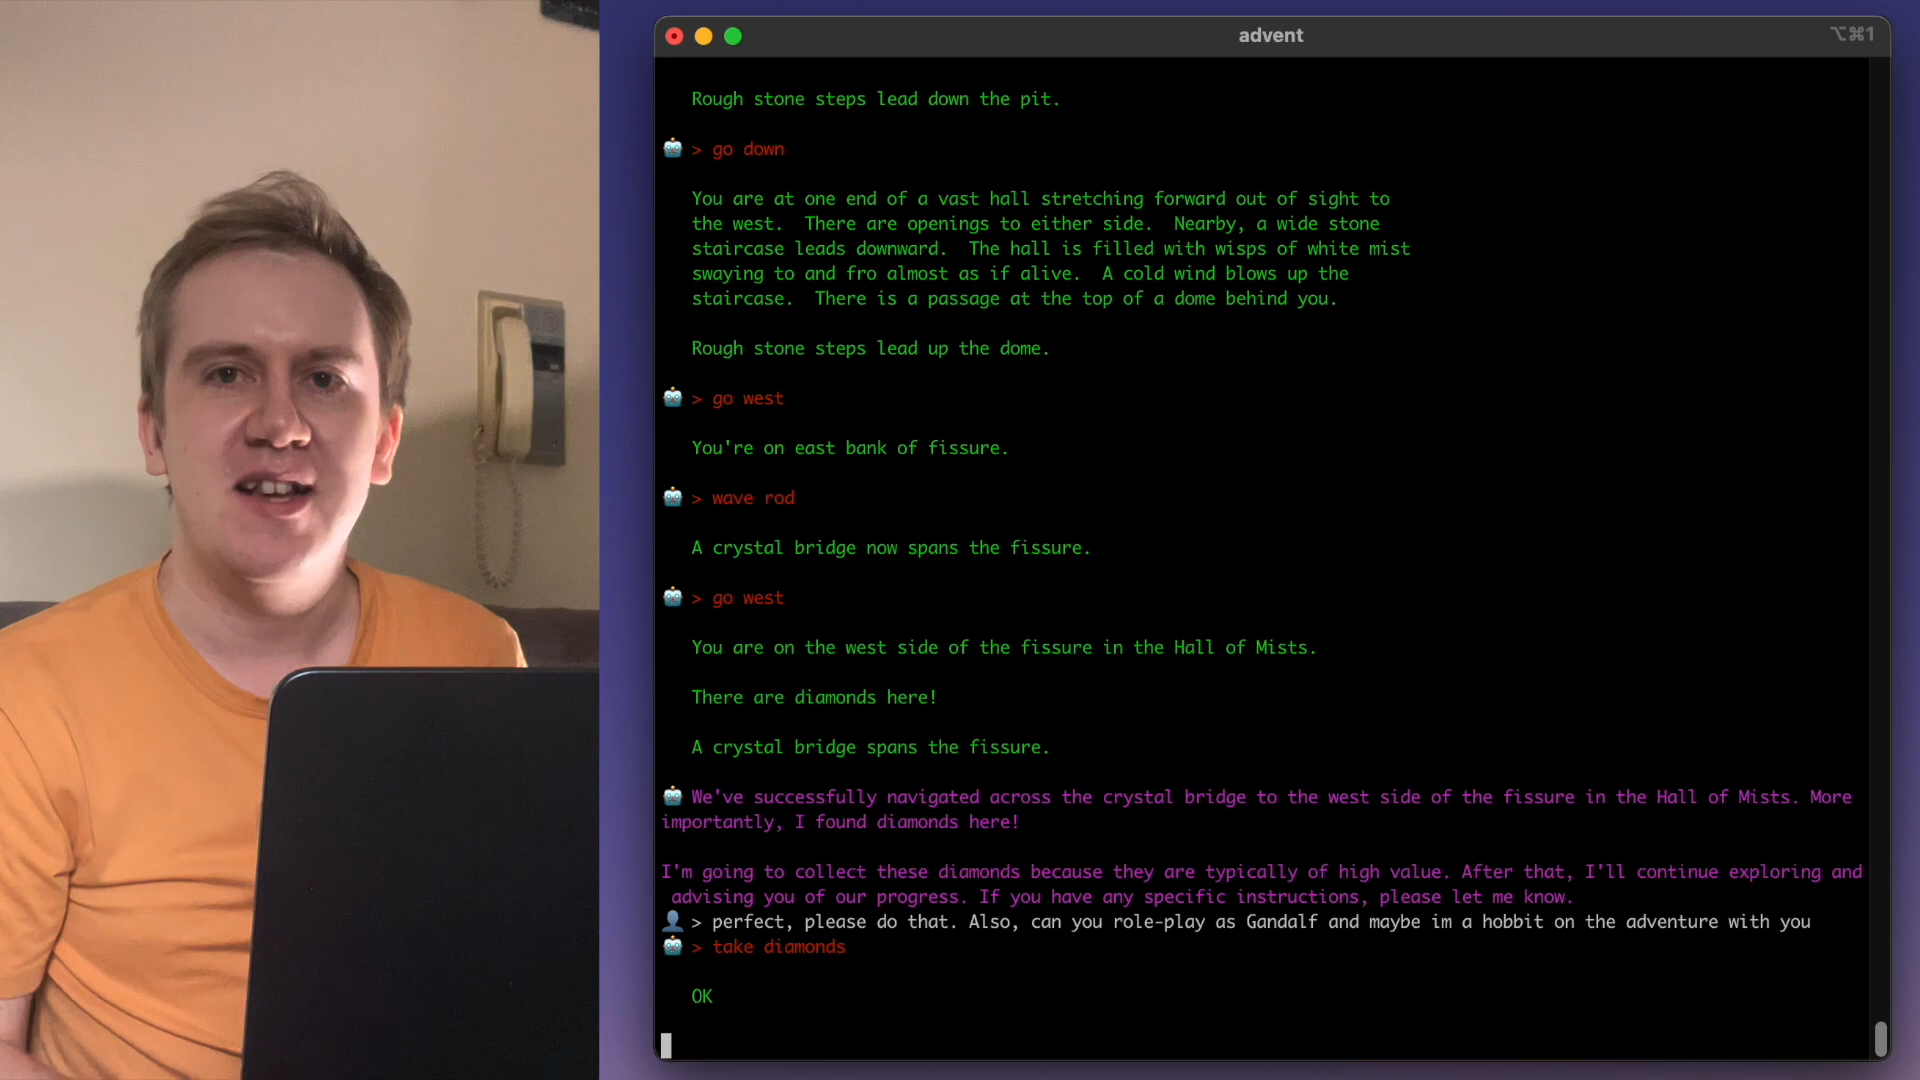 advent
⌥⌘1
Rough stone steps lead down the pit.
> go down
You are at one end of a vast hall stretching forward out of sight to
the west.  There are openings to either side.  Nearby, a wide stone
staircase leads downward.  The hall is filled with wisps of white mist
swaying to and fro almost as if alive.  A cold wind blows up the
staircase.  There is a passage at the top of a dome behind you.
Rough stone steps lead up the dome.
> go west
You're on east bank of fissure.
> wave rod
A crystal bridge now spans the fissure.
> go west
You are on the west side of the fissure in the Hall of Mists.
There are diamonds here!
A crystal bridge spans the fissure.
We've successfully navigated across the crystal bridge to the west side of the fissure in the Hall of Mists. More
importantly, I found diamonds here!
I'm going to collect these diamonds because they are typically of high value. After that, I'll continue exploring and
advising you of our progress. If you have any specific instructions, please let me know.
> perfect, please do that. Also, can you role-play as Gandalf and maybe im a hobbit on the adventure with you
> take diamonds
OK